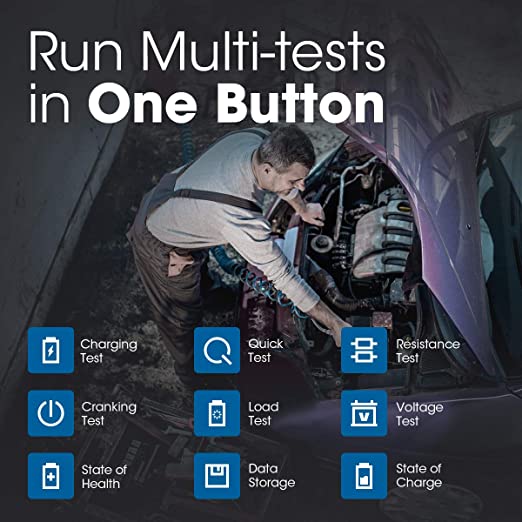 Run Multi-tests
in One Button
Charging
Test
Quick
Test
Resistance
Test
Cranking
Test
Load
Test
Voltage
Test
State of
Health
Data
Storage
State of
Charge